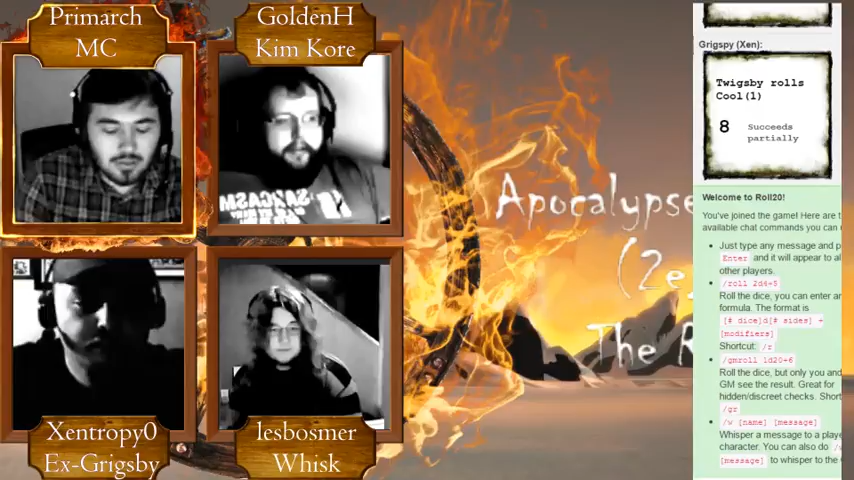 Primarch
MC
GoldenH
Kim Kore
Xentropy0
Ex-Grigsby
lesbosmer
Whisk
Apocalypse
(2e
The R
Grigspy (Xen):
Twigsby rolls
Cool(1)
8 Succeeds
partially
Welcome to Roll20!
You've joined the game! Here are t
available chat commands you can
Just type any message and p
Enter and it will appear to al
other players.
/roll 2d4+5
Roll the dice, you can enter ar
formula. The format is
[# dice]d[# sides] +
[modifiers]
Shortcut: /r
/gmroll 1d20+6
Roll the dice, but only you and
GM see the result. Great for
hidden/discreet checks. Short
/gr
/w [name] [message]
Whisper a message to a playe
character. You can also do /w
[message] to whisper to the